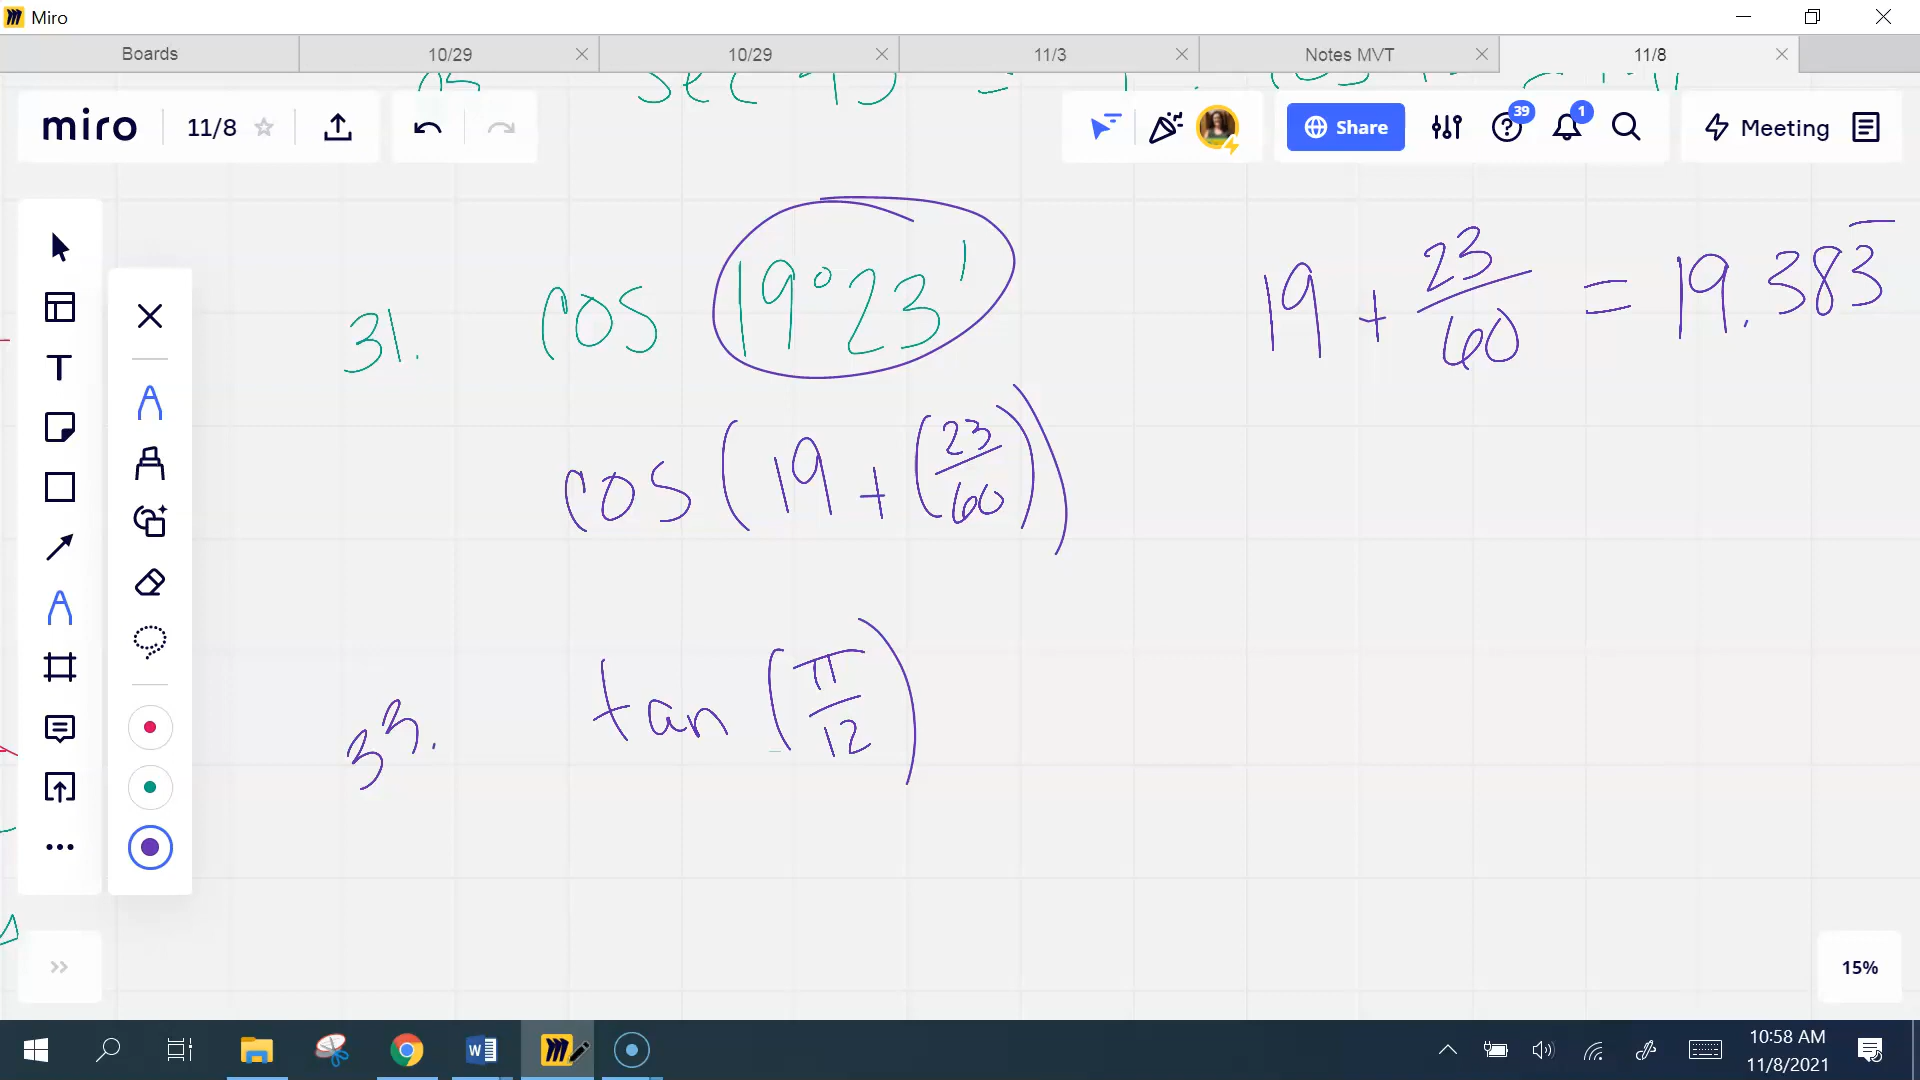 Miro
Boards 10/29 10/29 11/3 Notes MVT 11/8
miro 11/8 Share 39 1 Meeting
31. cos 19°23' 19 + 23/60 = 19.383̅
cos (19 + (23/60))
33. tan (π/12)
T
15%
10:58 AM
11/8/2021